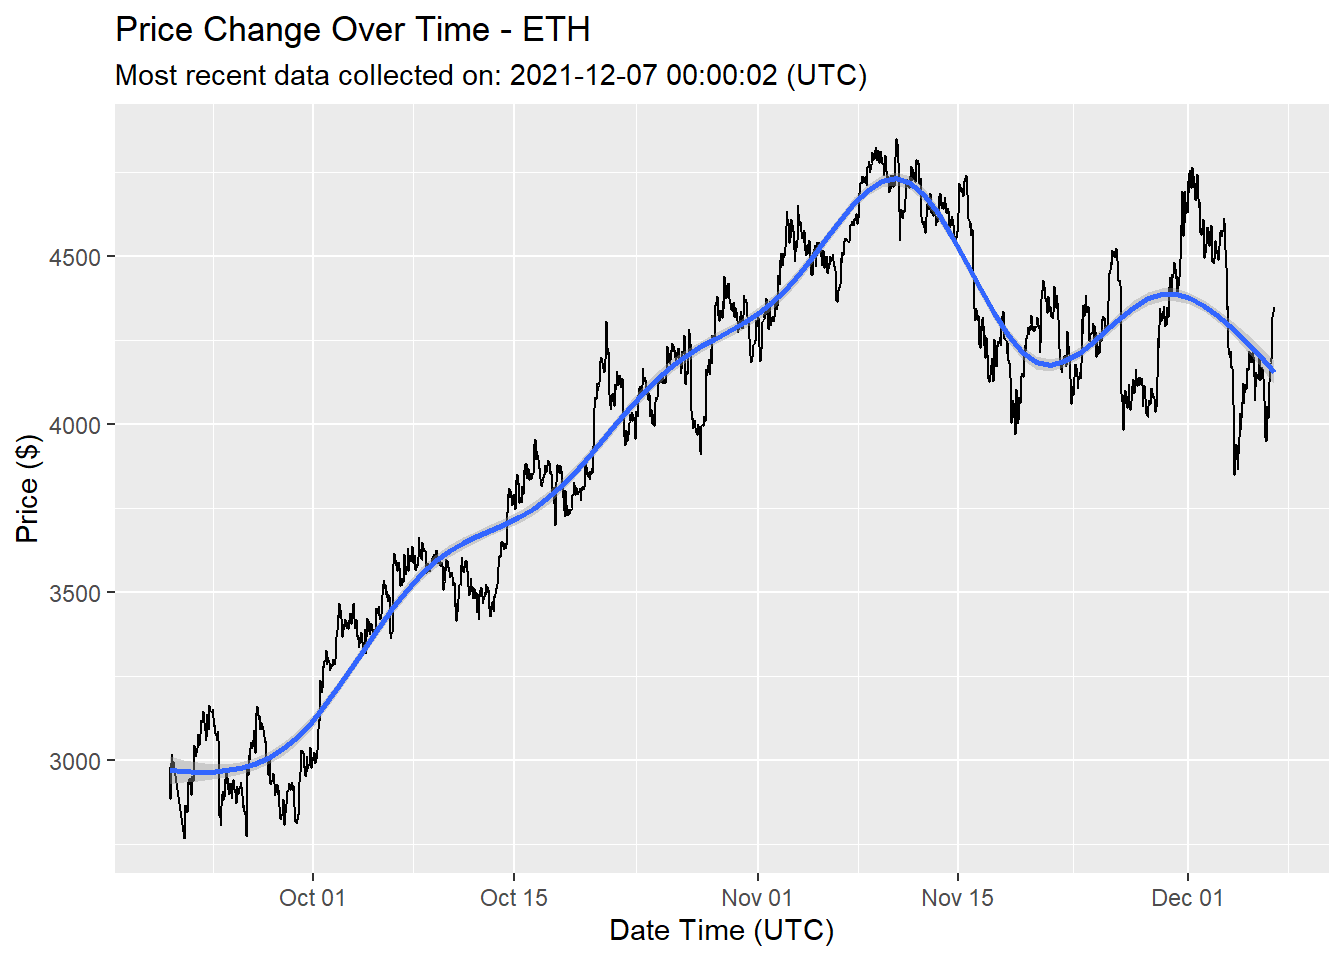 Price Change Over Time - ETH
Most recent data collected on: 2021-12-07 00:00:02 (UTC)
4500
4000
3500
3000
Price ($)
Oct 01 Oct 15 Nov 01 Nov 15 Dec 01
Date Time (UTC)